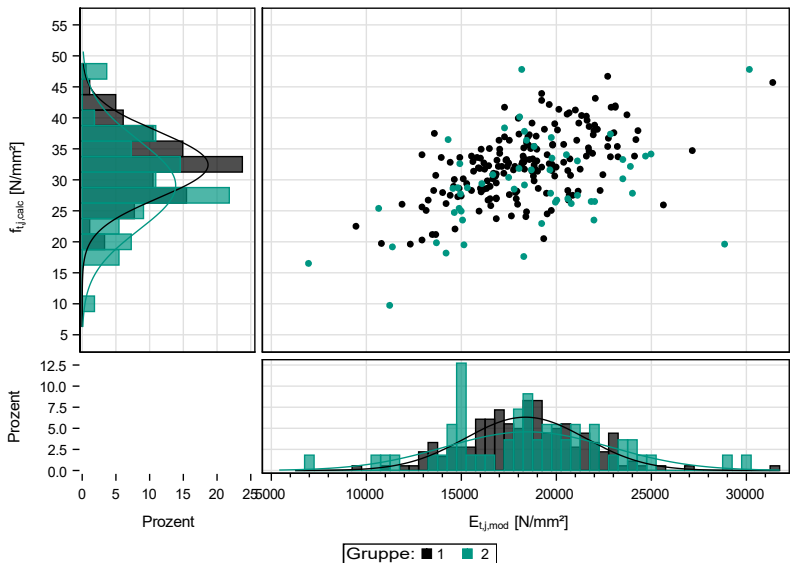 55
50
45
40
35
30
25
20
15
10
5
f_t,j,calc [N/mm²]
12.5
10.0
7.5
5.0
2.5
0.0
Prozent
0 5 10 15 20 25
5000 10000 15000 20000 25000 30000
Prozent
E_t,j,mod [N/mm²]
Gruppe: 1 2